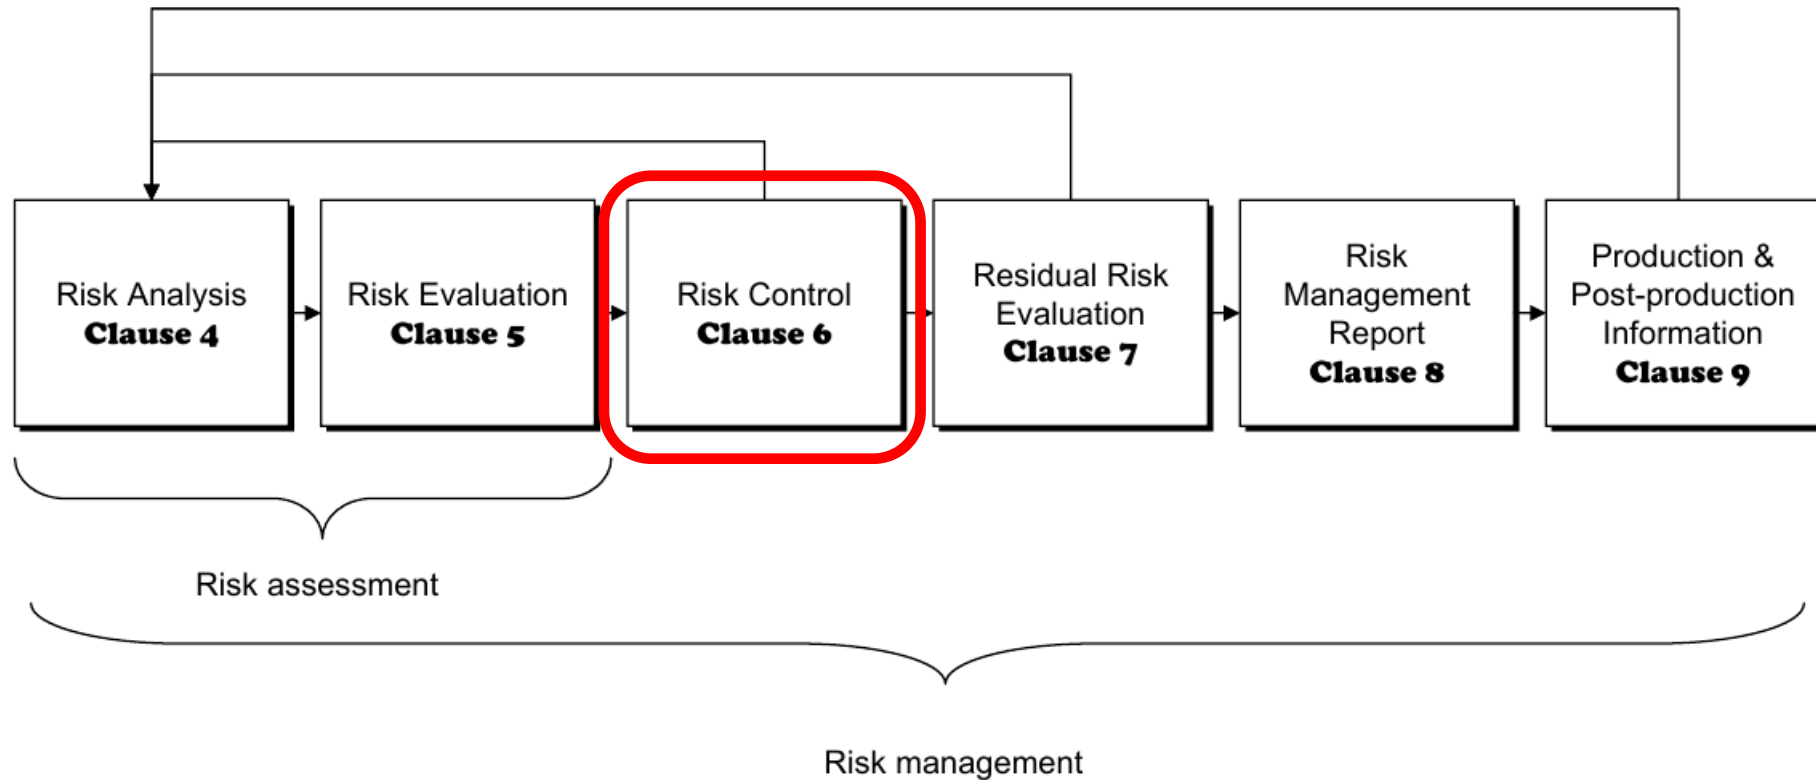 Risk Analysis
Clause 4
Risk Evaluation
Clause 5
Risk Control
Clause 6
Residual Risk
Evaluation
Clause 7
Risk
Management
Report
Clause 8
Production &
Post-production
Information
Clause 9
Risk assessment
Risk management